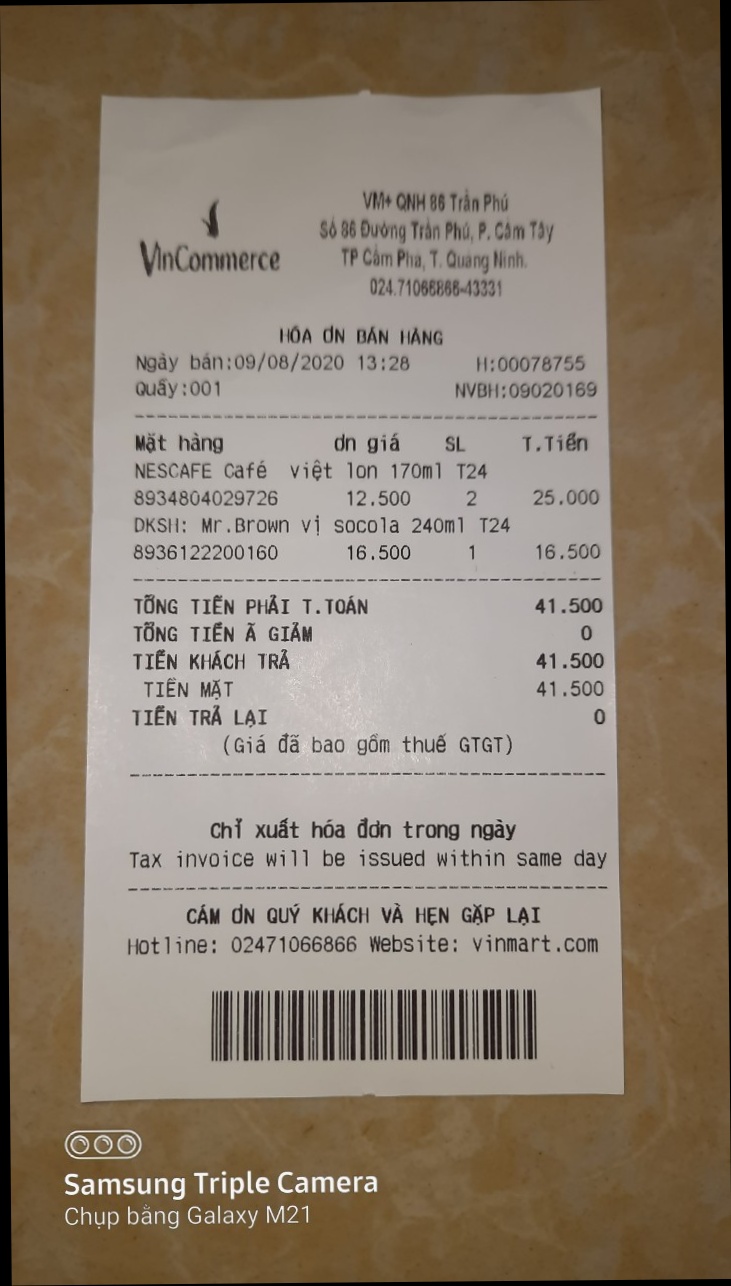 VinCommerce
VM+ QNH 86 Trần Phú
Số 86 Đường Trần Phú, P. Cẩm Tây
TP Cẩm Phả, T. Quảng Ninh.
024.71066866-43331
HÓA ƠN BÁN HÀNG
Ngày bán:09/08/2020 13:28 H:00078755
Quầy:001 NVBH:09020169
Mặt hàng ơn giá SL T.Tiền
NESCAFE Café việt lon 170ml T24
8934804029726 12.500 2 25.000
DKSH: Mr.Brown vị socola 240ml T24
8936122200160 16.500 1 16.500
TỔNG TIỀN PHẢI T.TOÁN 41.500
TỔNG TIỀN Ã GIẢM 0
TIỀN KHÁCH TRẢ 41.500
TIỀN MẶT 41.500
TIỀN TRẢ LẠI 0
(Giá đã bao gồm thuế GTGT)
Chỉ xuất hóa đơn trong ngày
Tax invoice will be issued within same day
CÁM ƠN QUÝ KHÁCH VÀ HẸN GẶP LẠI
Hotline: 02471066866 Website: vinmart.com
Samsung Triple Camera
Chụp bằng Galaxy M21